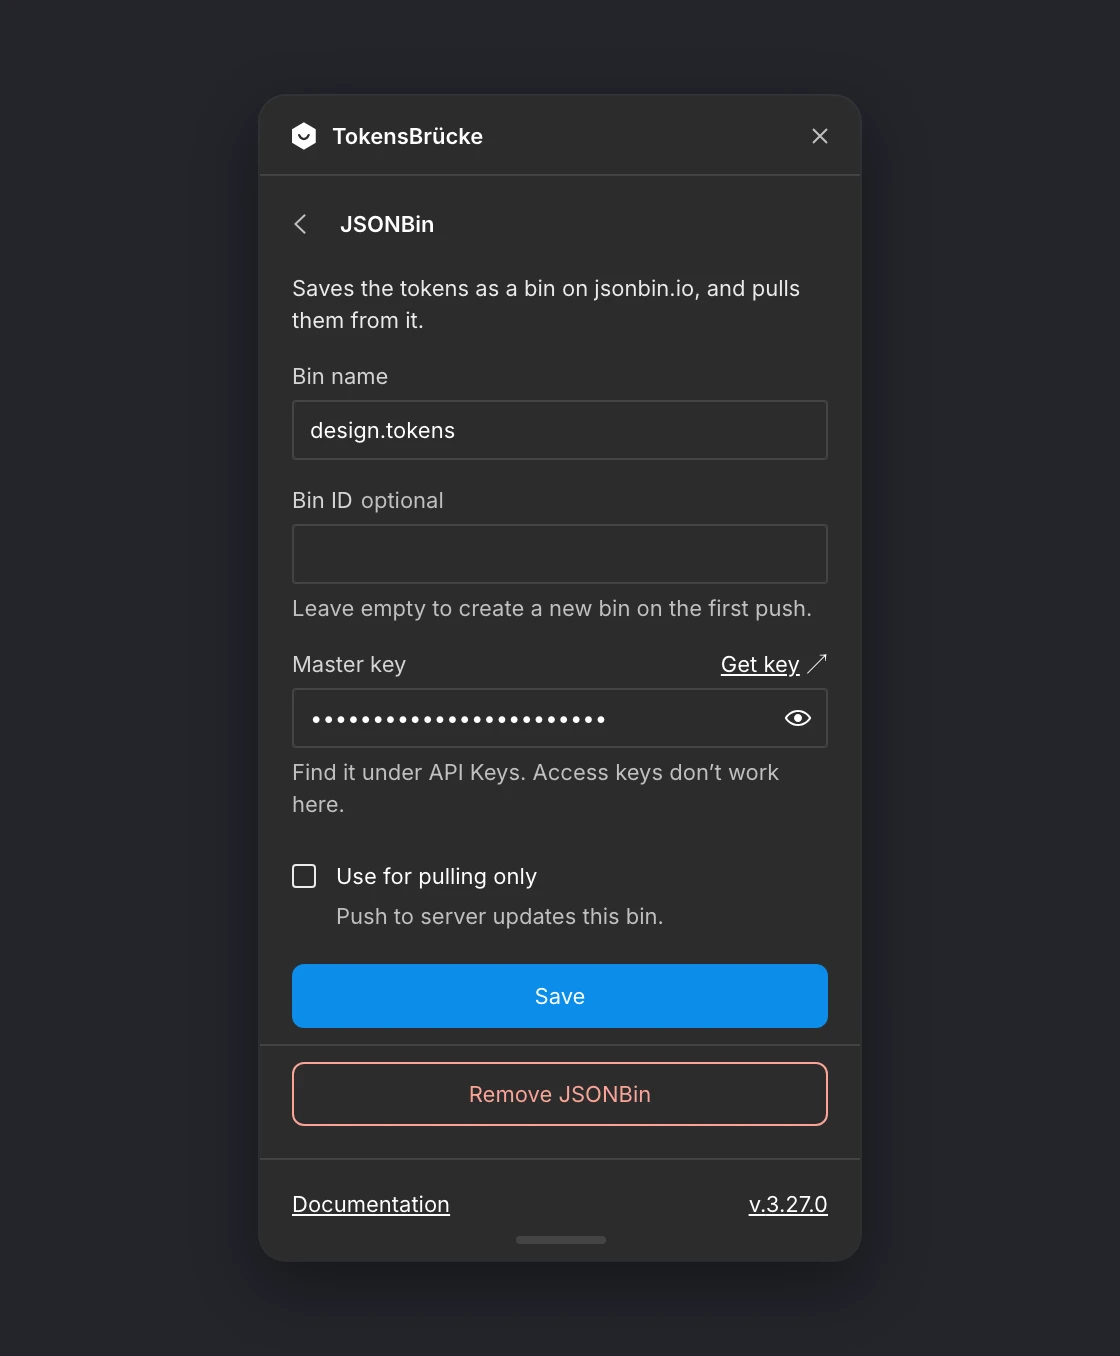 TokensBrücke
JSONBin
Saves the tokens as a bin on jsonbin.io, and pulls
them from it.
Bin name
design.tokens
Bin ID optional
Leave empty to create a new bin on the first push.
Master key
Get key
••••••••••••••••••••••••
Find it under API Keys. Access keys don’t work
here.
Use for pulling only
Push to server updates this bin.
Save
Remove JSONBin
Documentation
v.3.27.0